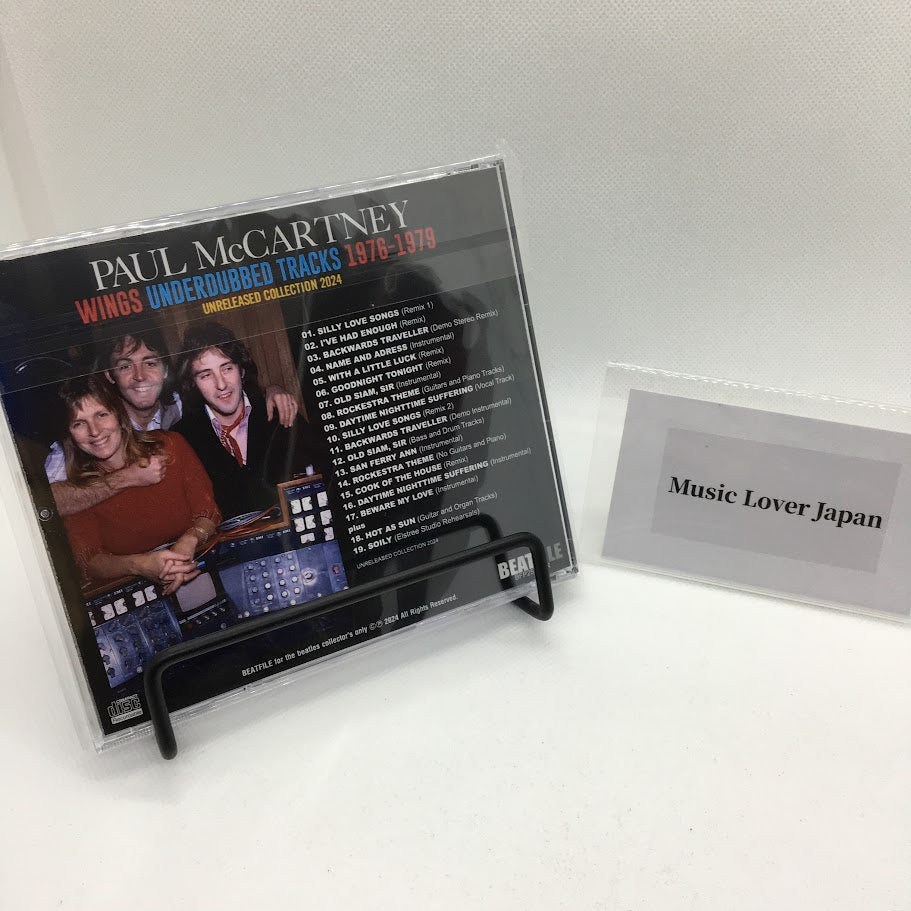 PAUL McCARTNEY
WINGS UNDERDUBBED TRACKS 1976-1979
UNRELEASED COLLECTION 2024
01. SILLY LOVE SONGS (Remix 1)
02. I'VE HAD ENOUGH (Remix)
03. BACKWARDS TRAVELLER (Demo Stereo Remix)
04. NAME AND ADRESS (Instrumental)
05. WITH A LITTLE LUCK (Remix)
06. GOODNIGHT TONIGHT (Remix)
07. OLD SIAM, SIR (Instrumental)
08. ROCKESTRA THEME (Guitars and Piano Tracks)
09. DAYTIME NIGHTTIME SUFFERING (Vocal Track)
10. SILLY LOVE SONGS (Remix 2)
11. BACKWARDS TRAVELLER (Demo Instrumental)
12. OLD SIAM, SIR (Bass and Drum Tracks)
13. SAN FERRY ANN (Instrumental)
14. ROCKESTRA THEME (No Guitars and Piano)
15. COOK OF THE HOUSE (Remix)
16. DAYTIME NIGHTTIME SUFFERING (Instrumental)
17. BEWARE MY LOVE (Instrumental)
plus
18. HOT AS SUN (Guitar and Organ Tracks)
19. SOILY (Elstree Studio Rehearsals)
UNRELEASED COLLECTION 2024
BEATFILE for the beatles collector's only ©℗ 2024 All Rights Reserved.
COMPACT
disc
Recordable
Music Lover Japan